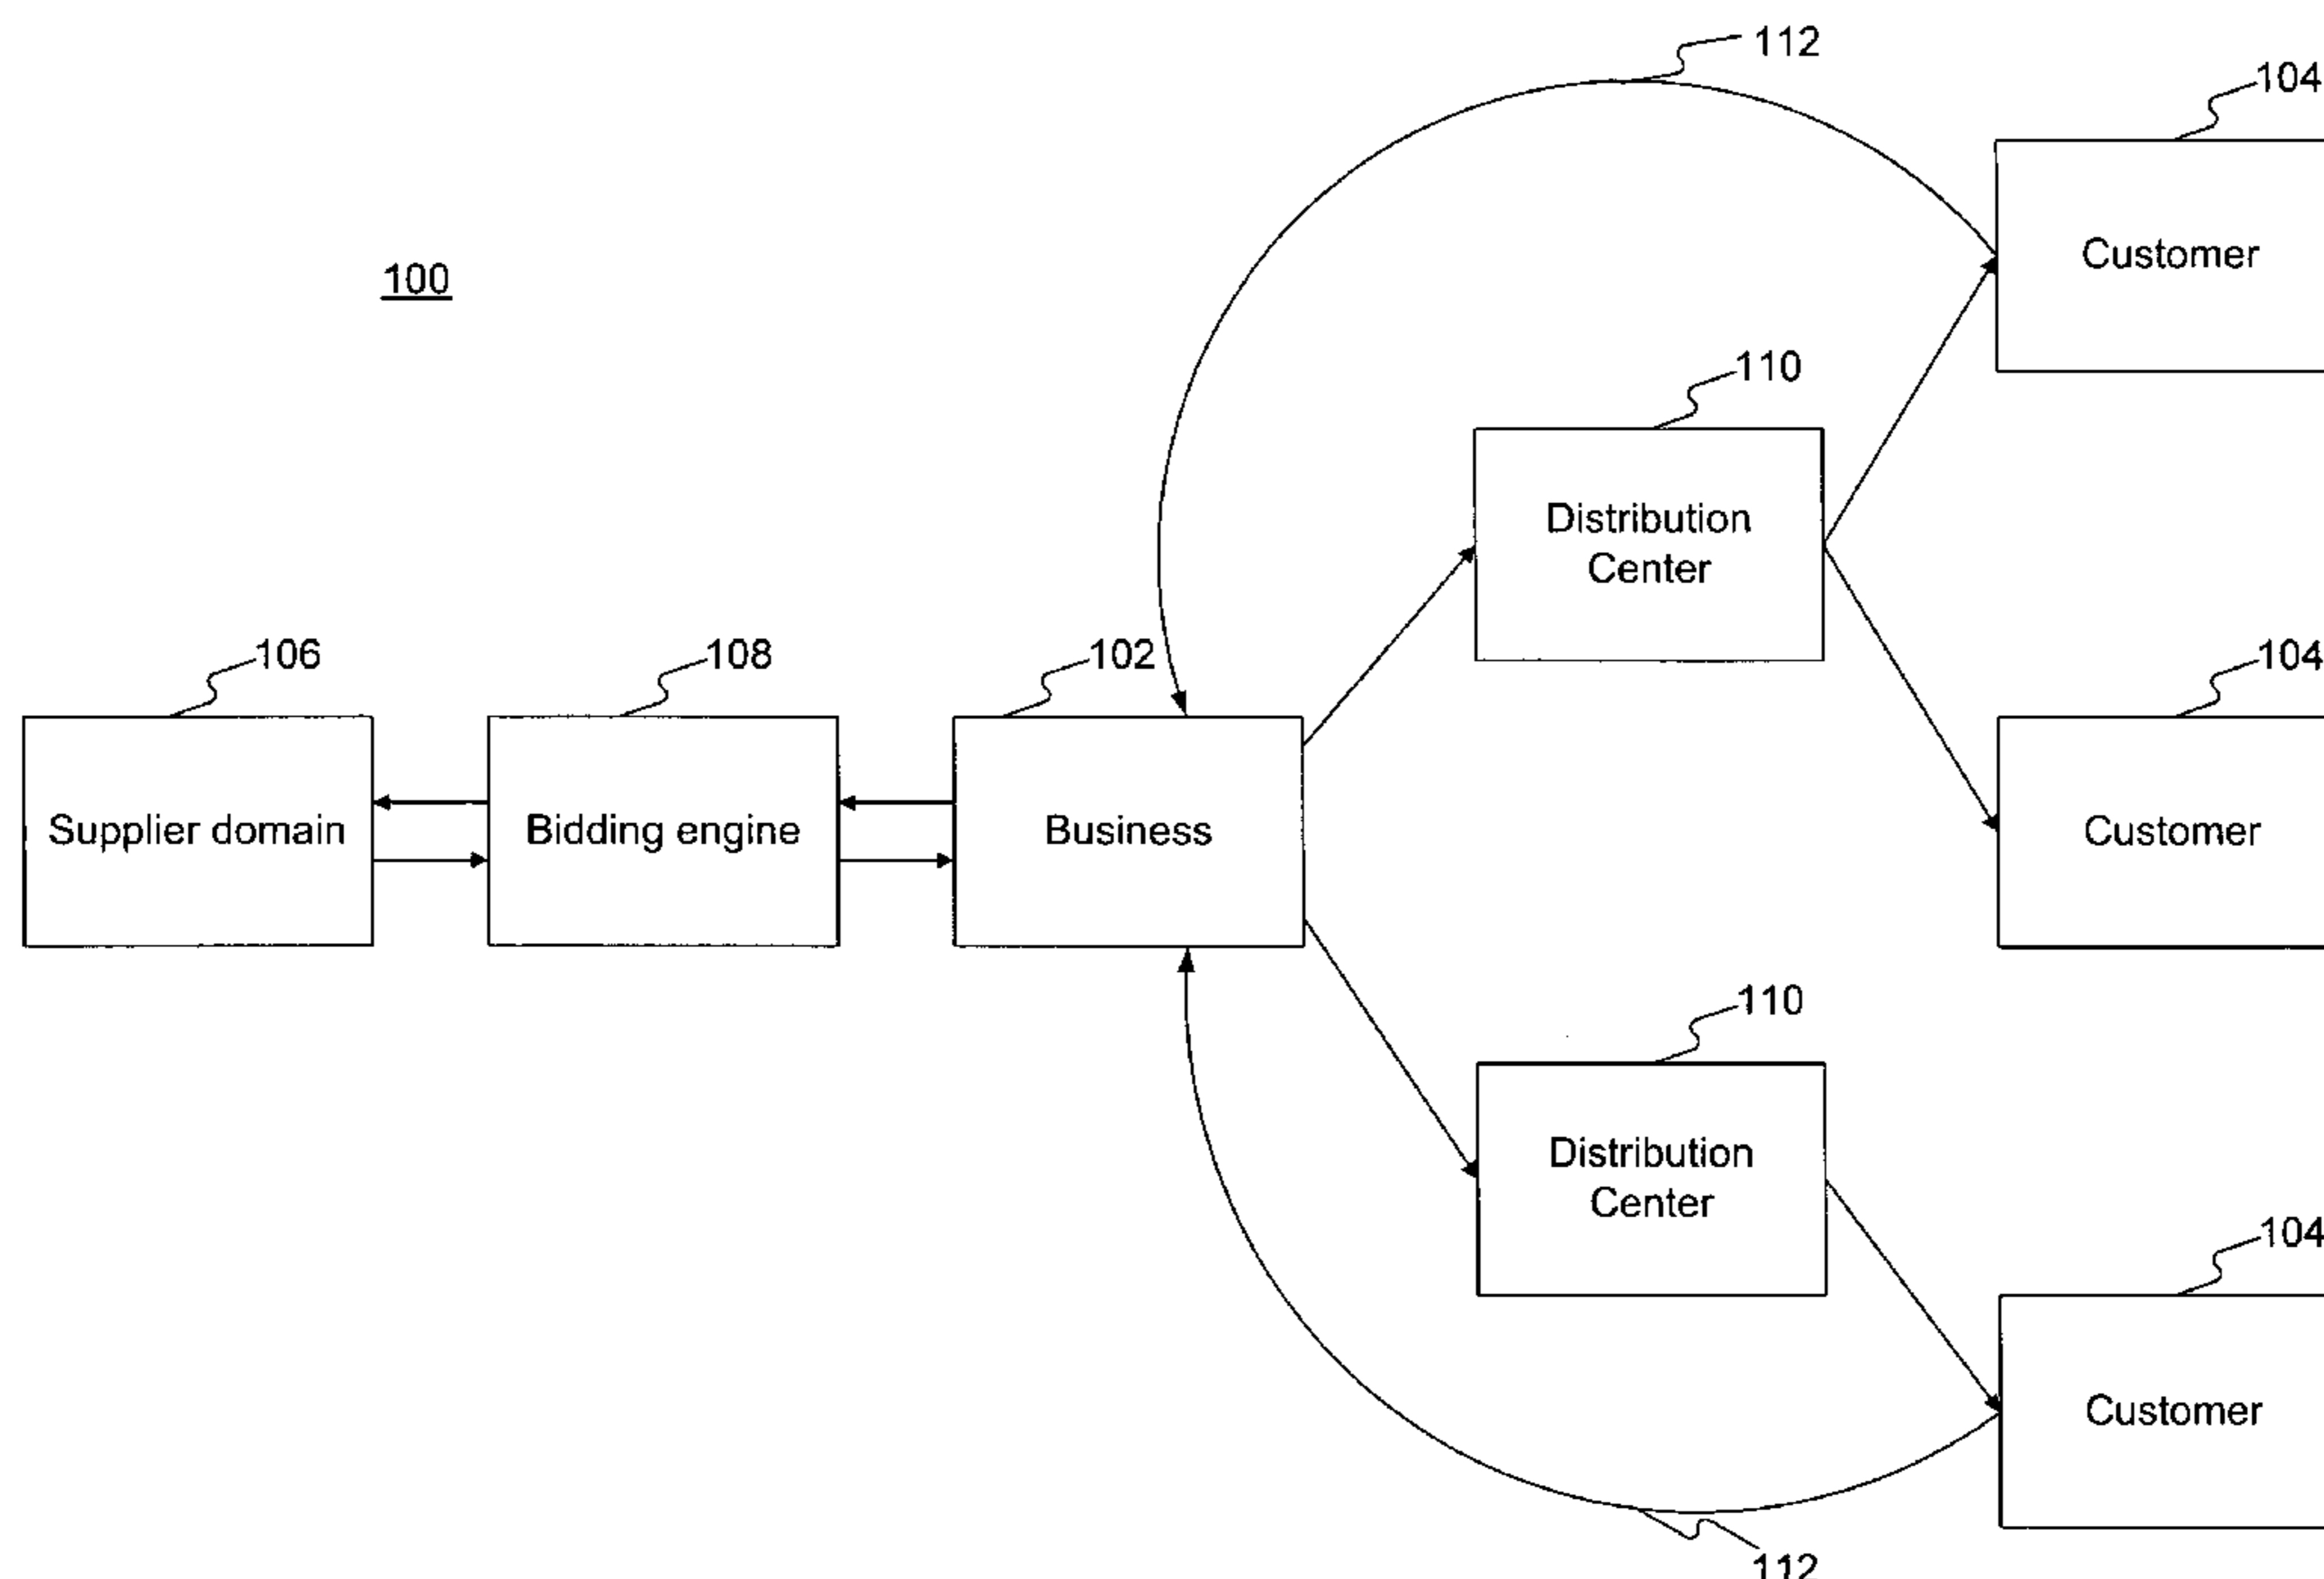 112
104
Customer
100
110
Distribution
Center
106
108
102
104
Supplier domain
Bidding engine
Business
Customer
110
Distribution
Center
104
Customer
112